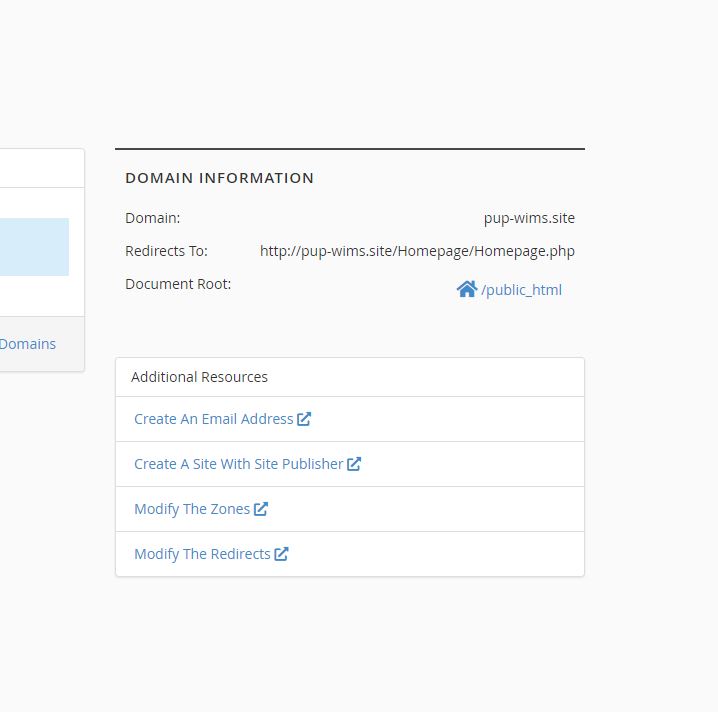 DOMAIN INFORMATION
Domain: pup-wims.site
Redirects To: http://pup-wims.site/Homepage/Homepage.php
Document Root: /public_html
Domains
Additional Resources
Create An Email Address
Create A Site With Site Publisher
Modify The Zones
Modify The Redirects